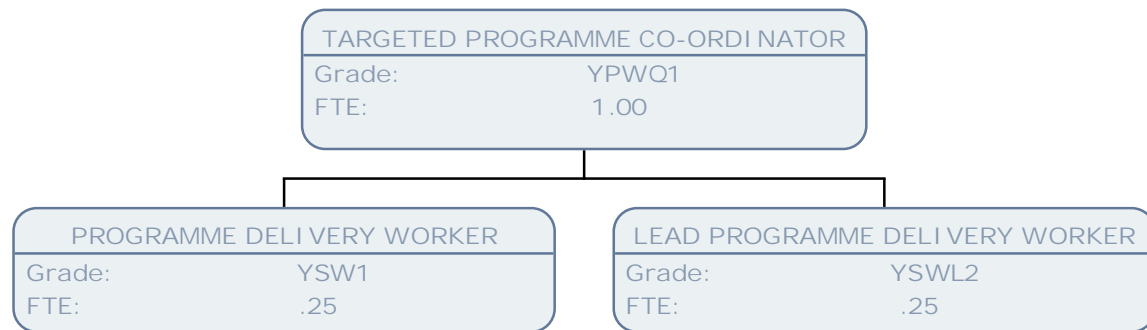 TARGETED PROGRAMME CO-ORDINATOR
Grade: YPWQ1
FTE: 1.00
PROGRAMME DELIVERY WORKER
Grade: YSW1
FTE: .25
LEAD PROGRAMME DELIVERY WORKER
Grade: YSWL2
FTE: .25